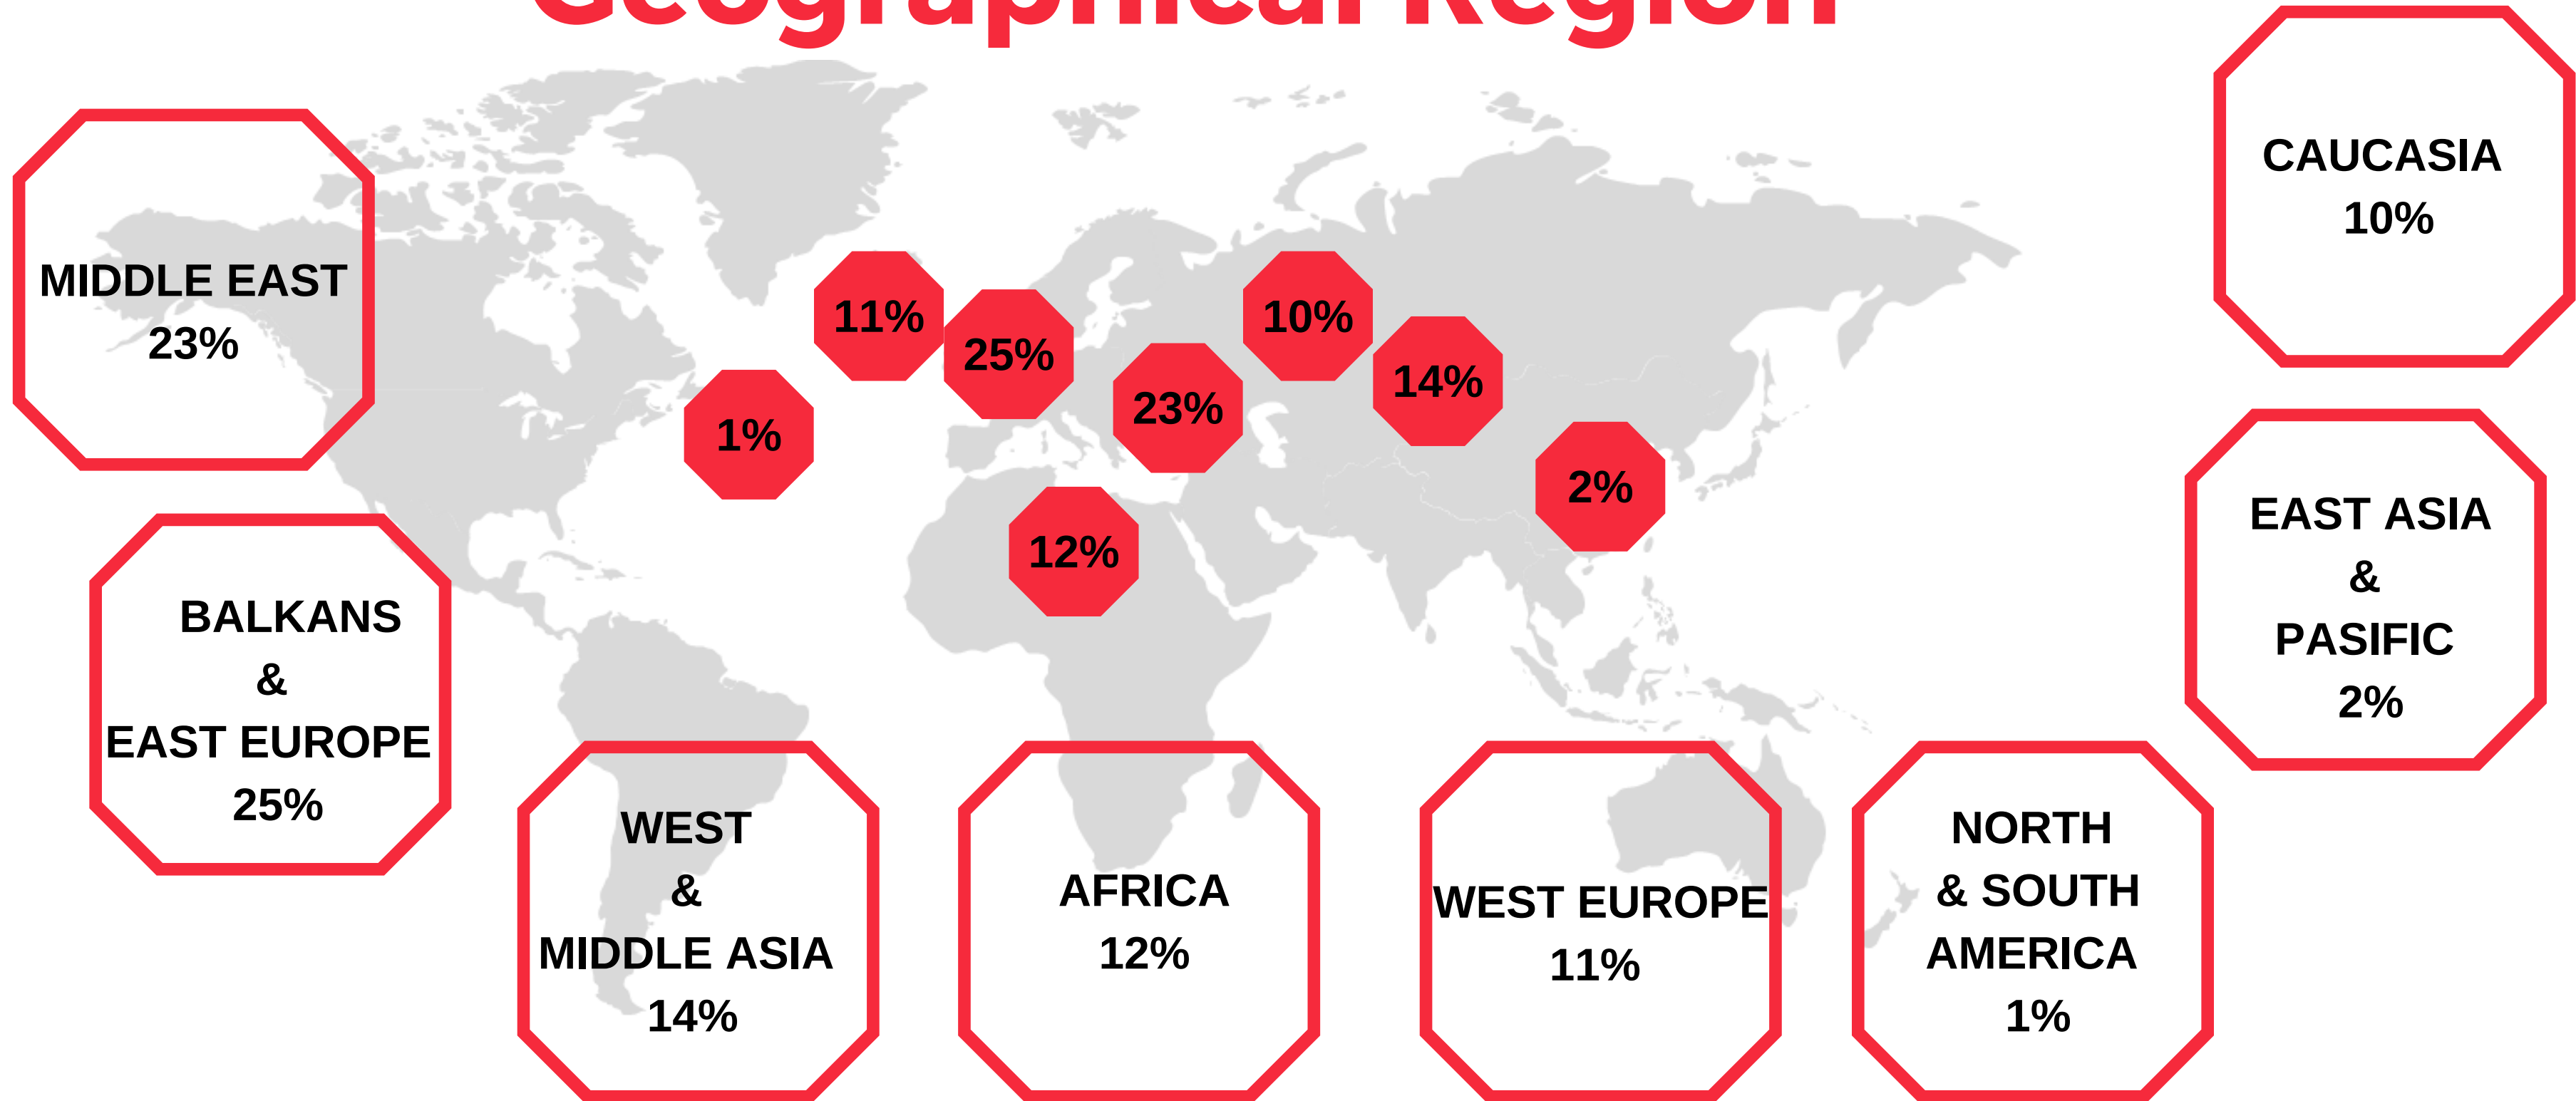 Geographical Region
CAUCASIA
10%
MIDDLE EAST
23%
11%
25%
10%
14%
23%
1%
2%
12%
EAST ASIA
&
PASIFIC
2%
BALKANS
&
EAST EUROPE
25%
WEST
&
MIDDLE ASIA
14%
AFRICA
12%
WEST EUROPE
11%
NORTH
& SOUTH
AMERICA
1%